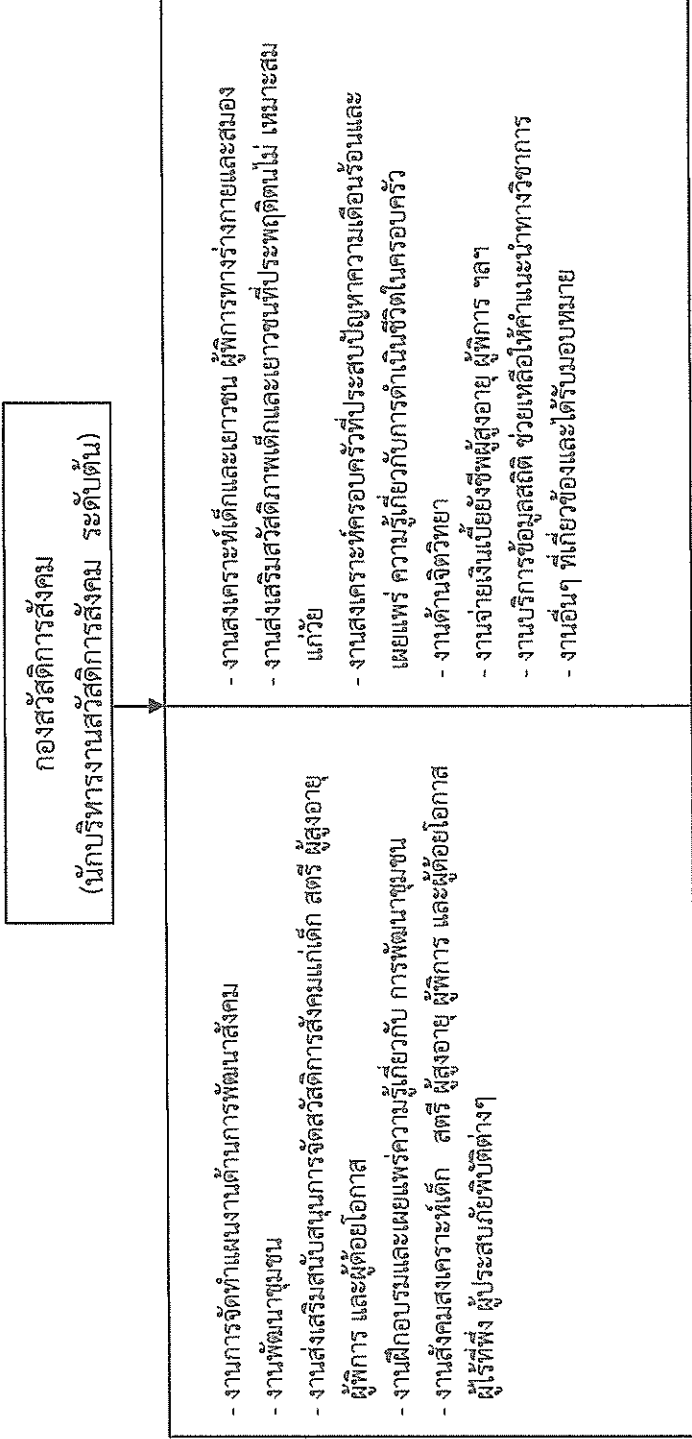 กองสวัสดิการสังคม
(นักบริหารงานสวัสดิการสังคม ระดับต้น)
- งานการจัดทำแผนงานด้านการพัฒนาสังคม
- งานพัฒนาชุมชน
- งานส่งเสริมสนับสนุนการจัดสวัสดิการสังคมแก่เด็ก สตรี ผู้สูงอายุ
ผู้พิการ และผู้ด้อยโอกาส
- งานฝึกอบรมและเผยแพร่ความรู้เกี่ยวกับ การพัฒนาชุมชน
- งานสังคมสงเคราะห์เด็ก สตรี ผู้สูงอายุ ผู้พิการ และผู้ด้อยโอกาส
ผู้ไร้ที่พึ่ง ผู้ประสบภัยพิบัติต่างๆ
- งานสงเคราะห์เด็กและเยาวชน ผู้พิการทางร่างกายและสมอง
- งานส่งเสริมสวัสดิภาพเด็กและเยาวชนที่ประพฤติตนไม่ เหมาะสม
แก่วัย
- งานสงเคราะห์ครอบครัวที่ประสบปัญหาความเดือนร้อนและ
เผยแพร่ ความรู้เกี่ยวกับการดำเนินชีวิตในครอบครัว
- งานด้านจิตวิทยา
- งานจ่ายเงินเบี้ยยังชีพผู้สูงอายุ ผู้พิการ ฯลฯ
- งานบริการข้อมูลสถิติ ช่วยเหลือให้คำแนะนำทางวิชาการ
- งานอื่นๆ ที่เกี่ยวข้องและได้รับมอบหมาย